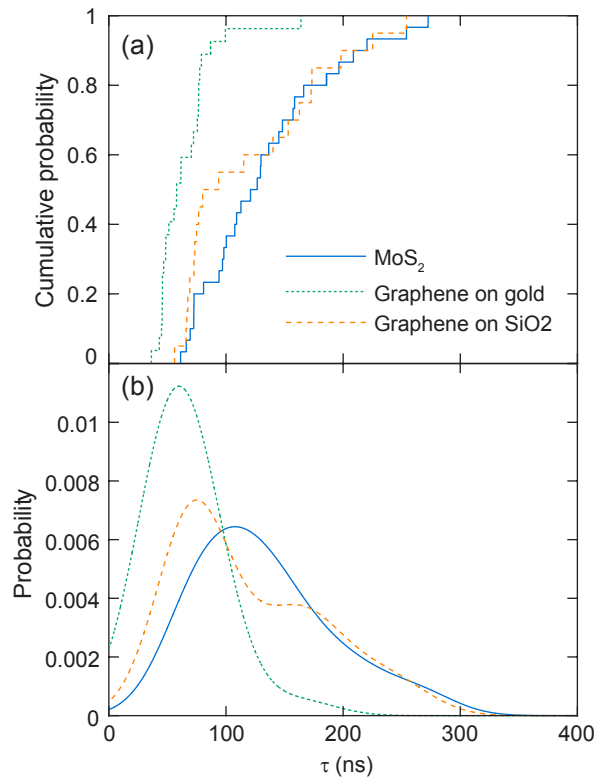 (a)
Cumulative probability
1
0.8
0.6
0.4
0.2
0
MoS₂
Graphene on gold
Graphene on SiO2
(b)
Probability
0.01
0.008
0.006
0.004
0.002
0
0 100 200 300 400
τ (ns)